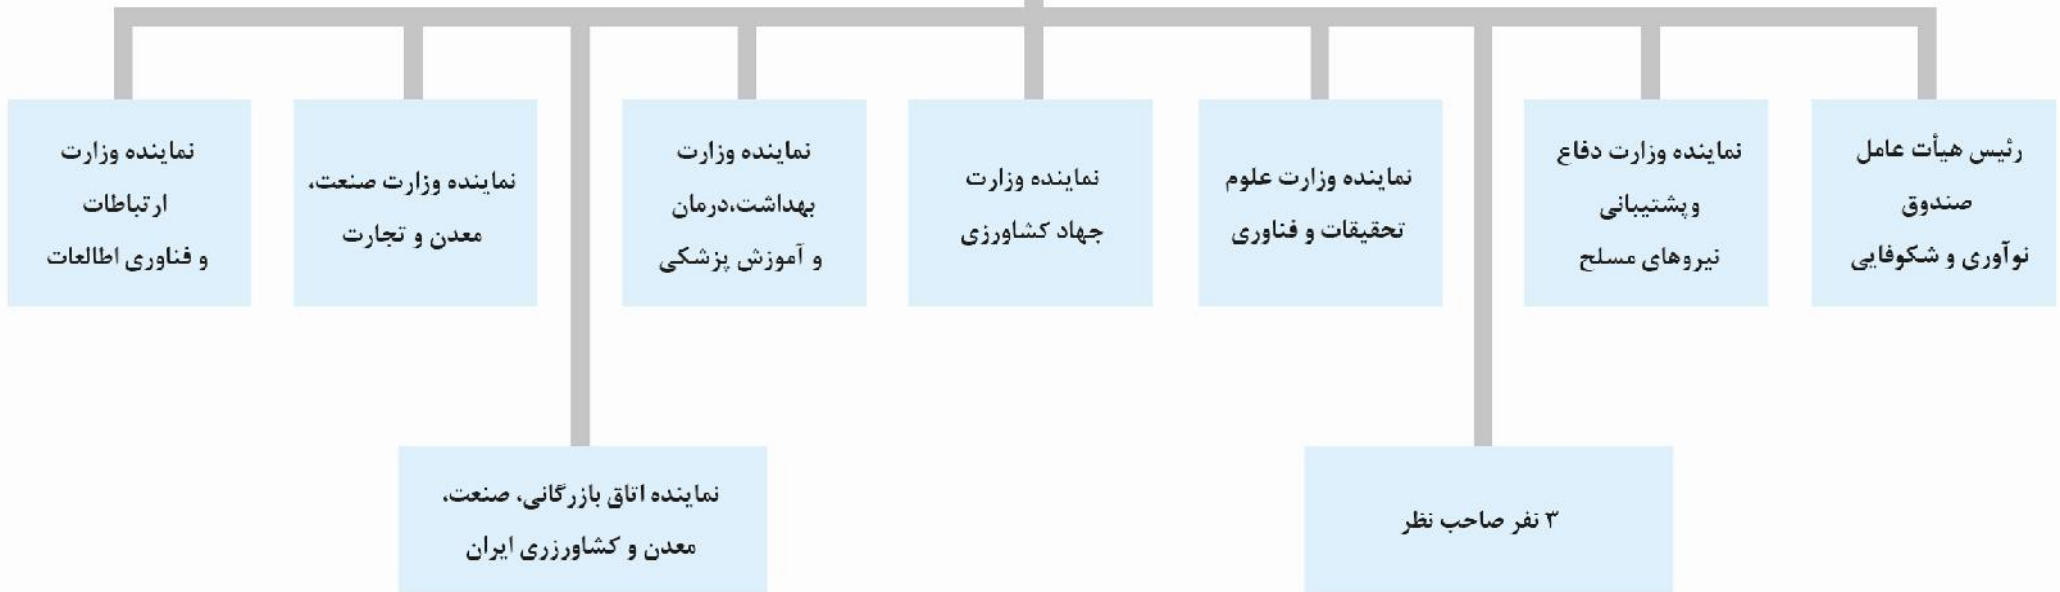 رئیس هیأت عامل
صندوق
نوآوری و شکوفایی
نماینده وزارت دفاع
وپشتیبانی
نیروهای مسلح
نماینده وزارت علوم
تحقیقات و فناوری
نماینده وزارت
جهاد کشاورزی
نماینده وزارت
بهداشت،درمان
و آموزش پزشکی
نماینده وزارت صنعت،
معدن و تجارت
نماینده وزارت
ارتباطات
و فناوری اطالعات
۳ نفر صاحب نظر
نماینده اتاق بازرگانی، صنعت،
معدن و کشاورزری ایران